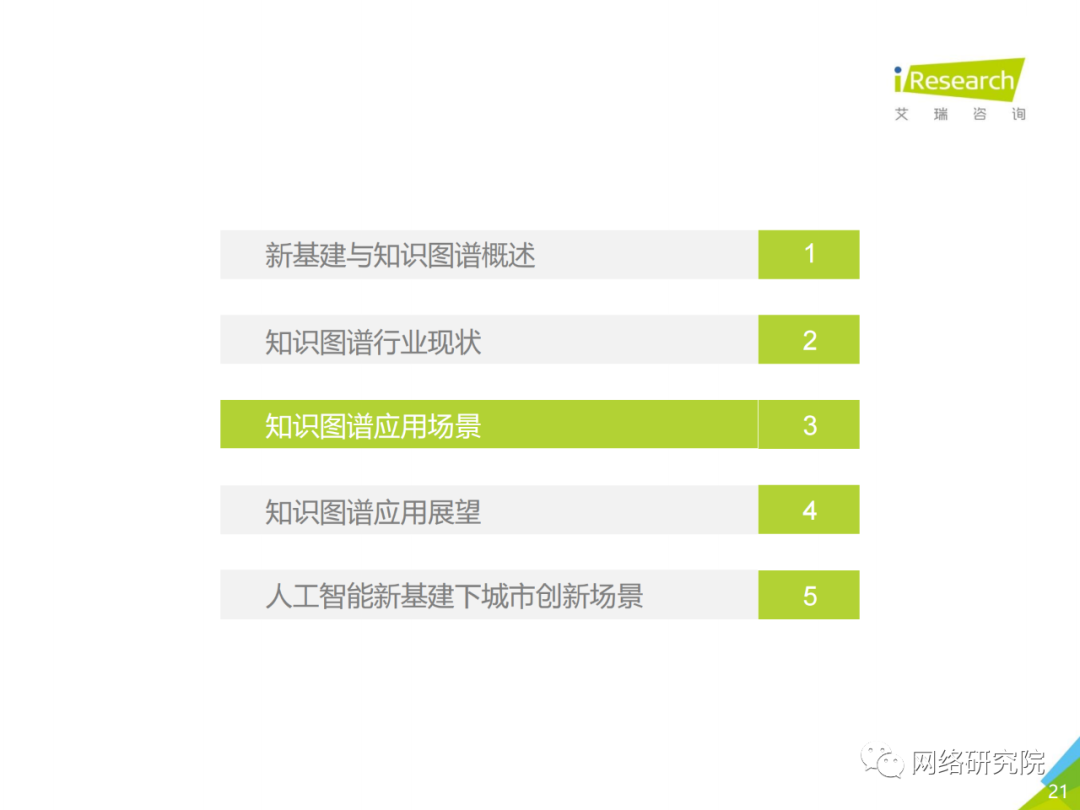 iResearch
艾瑞咨询
新基建与知识图谱概述 1
知识图谱行业现状 2
知识图谱应用场景 3
知识图谱应用展望 4
人工智能新基建下城市创新场景 5
网络研究院
21